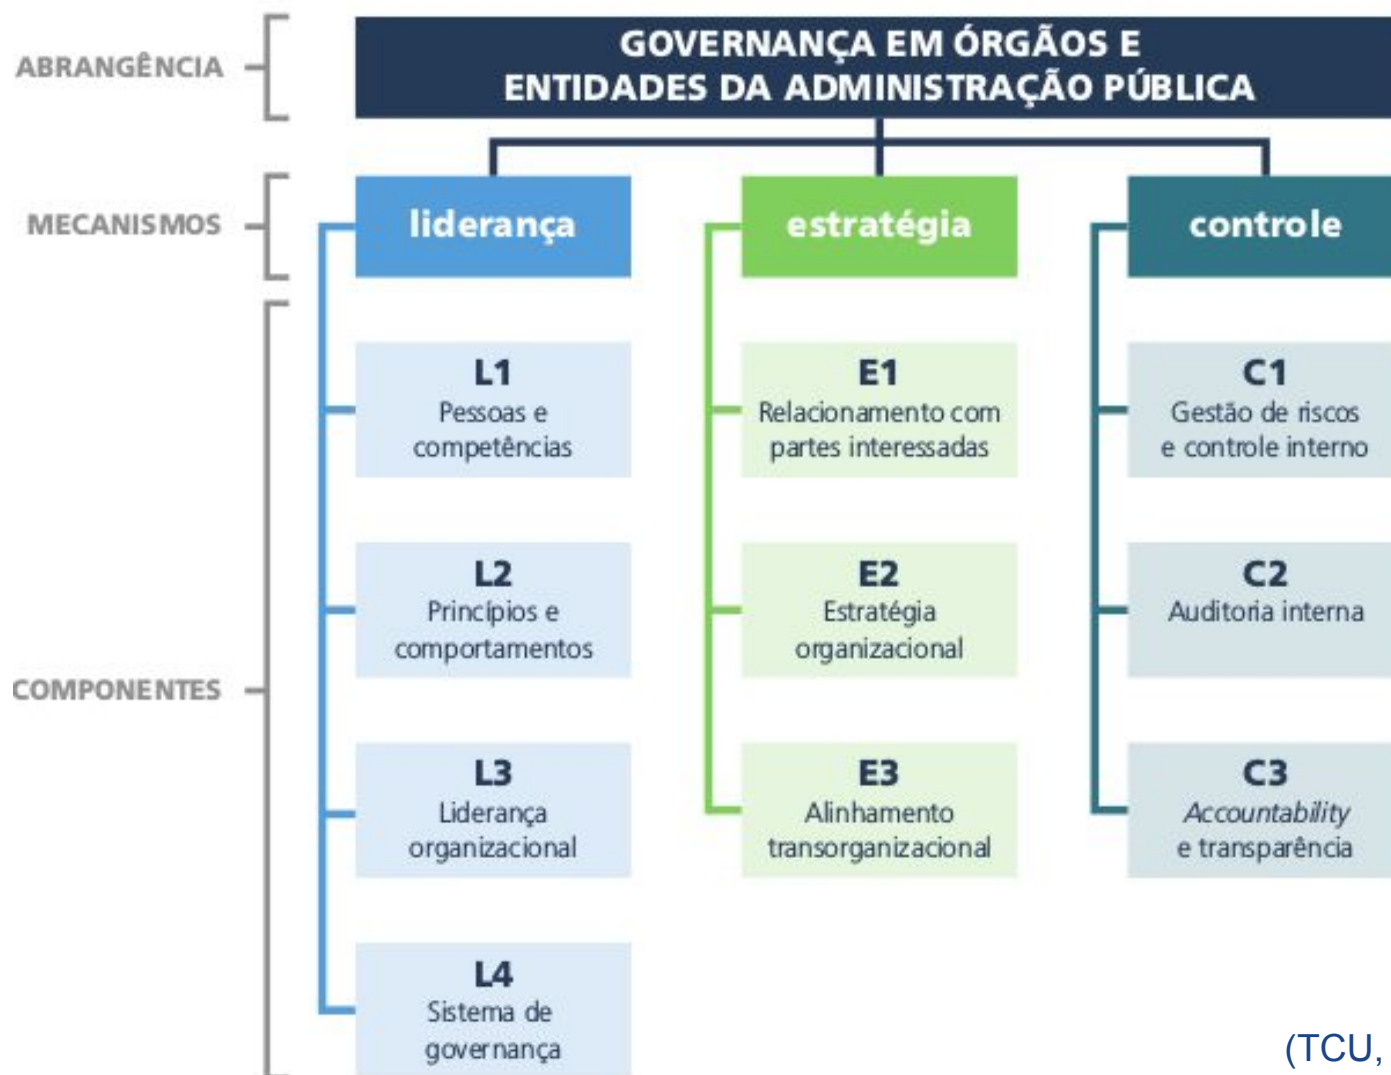 ABRANGÊNCIA
GOVERNANÇA EM ÓRGÃOS E
ENTIDADES DA ADMINISTRAÇÃO PÚBLICA
MECANISMOS
liderança
estratégia
controle
COMPONENTES
L1
Pessoas e
competências
L2
Princípios e
comportamentos
L3
Liderança
organizacional
L4
Sistema de
governança
E1
Relacionamento com
partes interessadas
E2
Estratégia
organizacional
E3
Alinhamento
transorganizacional
C1
Gestão de riscos
e controle interno
C2
Auditoria interna
C3
Accountability
e transparência
(TCU,